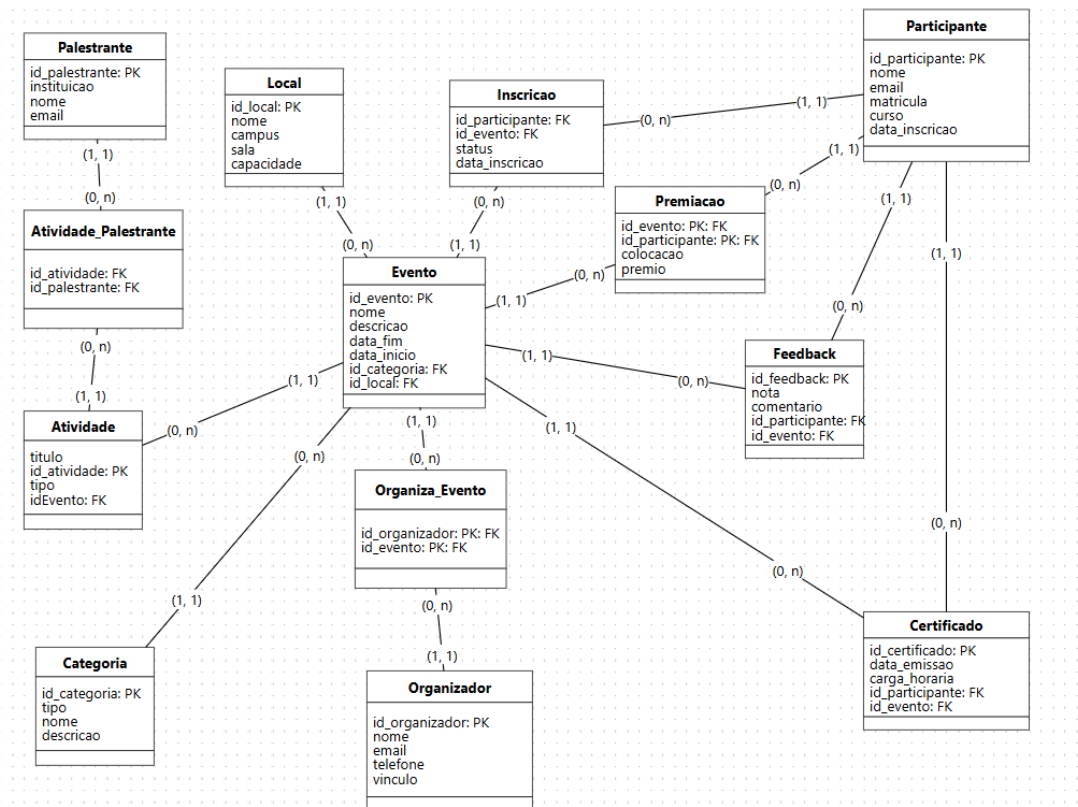 Palestrante
id_palestrante: PK
instituicao
nome
email
(1, 1)
(0, n)
Atividade_Palestrante
id_atividade: FK
id_palestrante: FK
(0, n)
(1, 1)
Atividade
titulo
id_atividade: PK
tipo
idEvento: FK
(0, n)
(1, 1)
Local
id_local: PK
nome
campus
sala
capacidade
(1, 1)
(0, n)
Inscricao
id_participante: FK
id_evento: FK
status
data_inscricao
(0, n)
(1, 1)
(0, n)
(1, 1)
Participante
id_participante: PK
nome
email
matricula
curso
data_inscricao
(1, 1)
(0, n)
Premiacao
id_evento: PK: FK
id_participante: PK: FK
colocacao
premio
(0, n)
(1, 1)
Evento
id_evento: PK
nome
descricao
data_fim
data_inicio
id_categoria: FK
id_local: FK
(1, 1)
(0, n)
(1, 1)
(0, n)
Feedback
id_feedback: PK
nota
comentario
id_participante: FK
id_evento: FK
(1, 1)
(0, n)
Organiza_Evento
id_organizador: PK: FK
id_evento: PK: FK
(0, n)
(1, 1)
Organizador
id_organizador: PK
nome
email
telefone
vinculo
(0, n)
(1, 1)
Categoria
id_categoria: PK
tipo
nome
descricao
(1, 1)
(0, n)
(1, 1)
(0, n)
Certificado
id_certificado: PK
data_emissao
carga_horaria
id_participante: FK
id_evento: FK